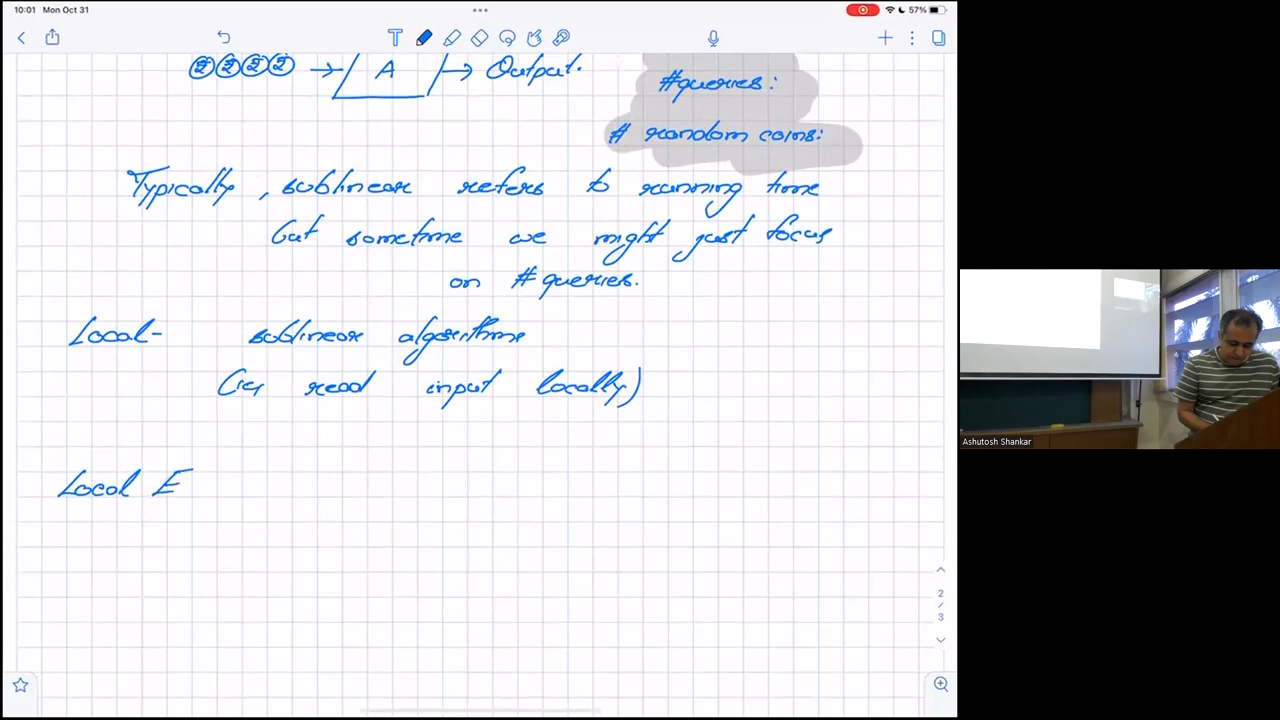 10:01 Mon Oct 31
57%
A → Output.
#queries:
# random coins:
Typically, sublinear refers to running time
but sometime we might just focus
on #queries.
Local- sublinear algorithms
(ie, read input locally)
Local E
2
/
3
Ashutosh Shankar